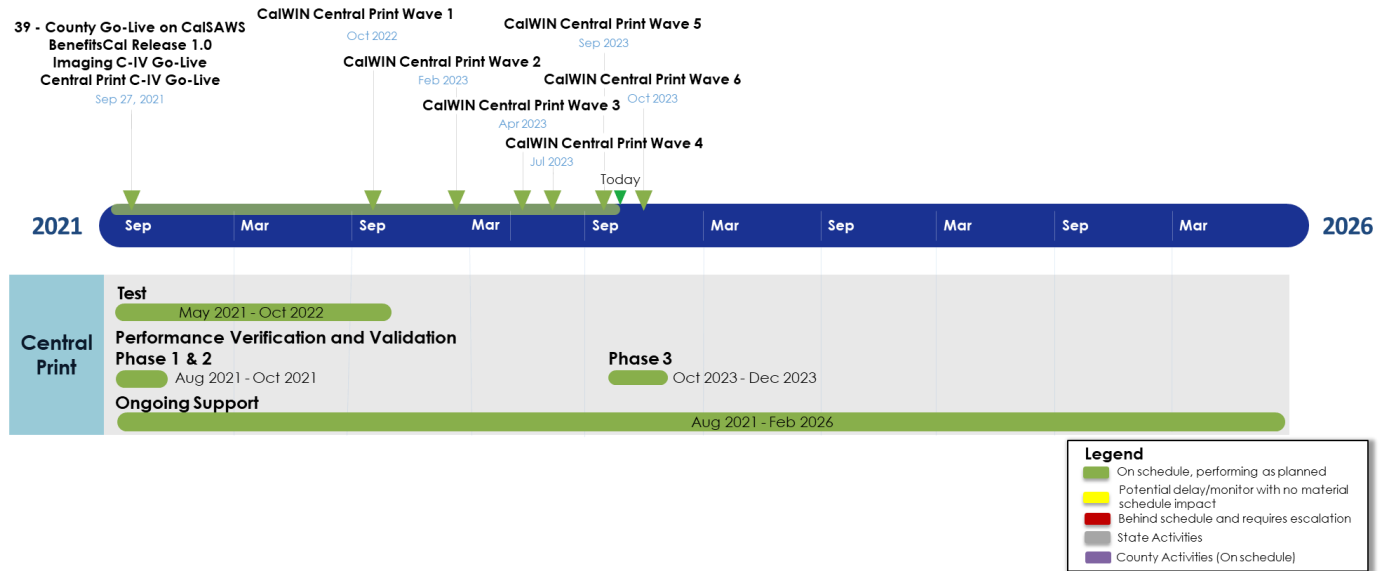 39 - County Go-Live on CalSAWS
BenefitsCal Release 1.0
Imaging C-IV Go-Live
Central Print C-IV Go-Live
Sep 27, 2021
CalWIN Central Print Wave 1
Oct 2022
CalWIN Central Print Wave 2
Feb 2023
CalWIN Central Print Wave 3
Apr 2023
CalWIN Central Print Wave 4
Jul 2023
CalWIN Central Print Wave 5
Sep 2023
CalWIN Central Print Wave 6
Oct 2023
Today
2021
Sep
Mar
Sep
Mar
Sep
Mar
Sep
Mar
Sep
Mar
2026
Central
Print
Test
May 2021 - Oct 2022
Performance Verification and Validation
Phase 1 & 2
Aug 2021 - Oct 2021
Phase 3
Oct 2023 - Dec 2023
Ongoing Support
Aug 2021 - Feb 2026
Legend
On schedule, performing as planned
Potential delay/monitor with no material
schedule impact
Behind schedule and requires escalation
State Activities
County Activities (On schedule)